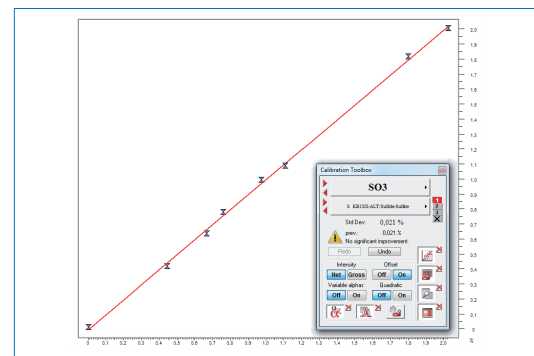 2,0
1,9
1,8
1,7
1,6
1,5
1,4
1,3
1,2
1,1
1,0
0,9
0,8
0,7
0,6
0,5
0,4
0,3
0,2
0,1
0
Calibration Toolbox
SO3
S KB1SSX-ALT/Sulfide-Sulfite
1
2
3
X
Std Dev: 0,021 %
prev.: 0,021 %
No significant improvement.
Redo Undo
Intensity Offset
Net Gross Off On
Variable alphas Quadratic
Off On Off On
α
0 0,1 0,2 0,3 0,4 0,5 0,6 0,7 0,8 0,9 1,0 1,1 1,2 1,3 1,4 1,5 1,6 1,7 1,8 1,9 2,0